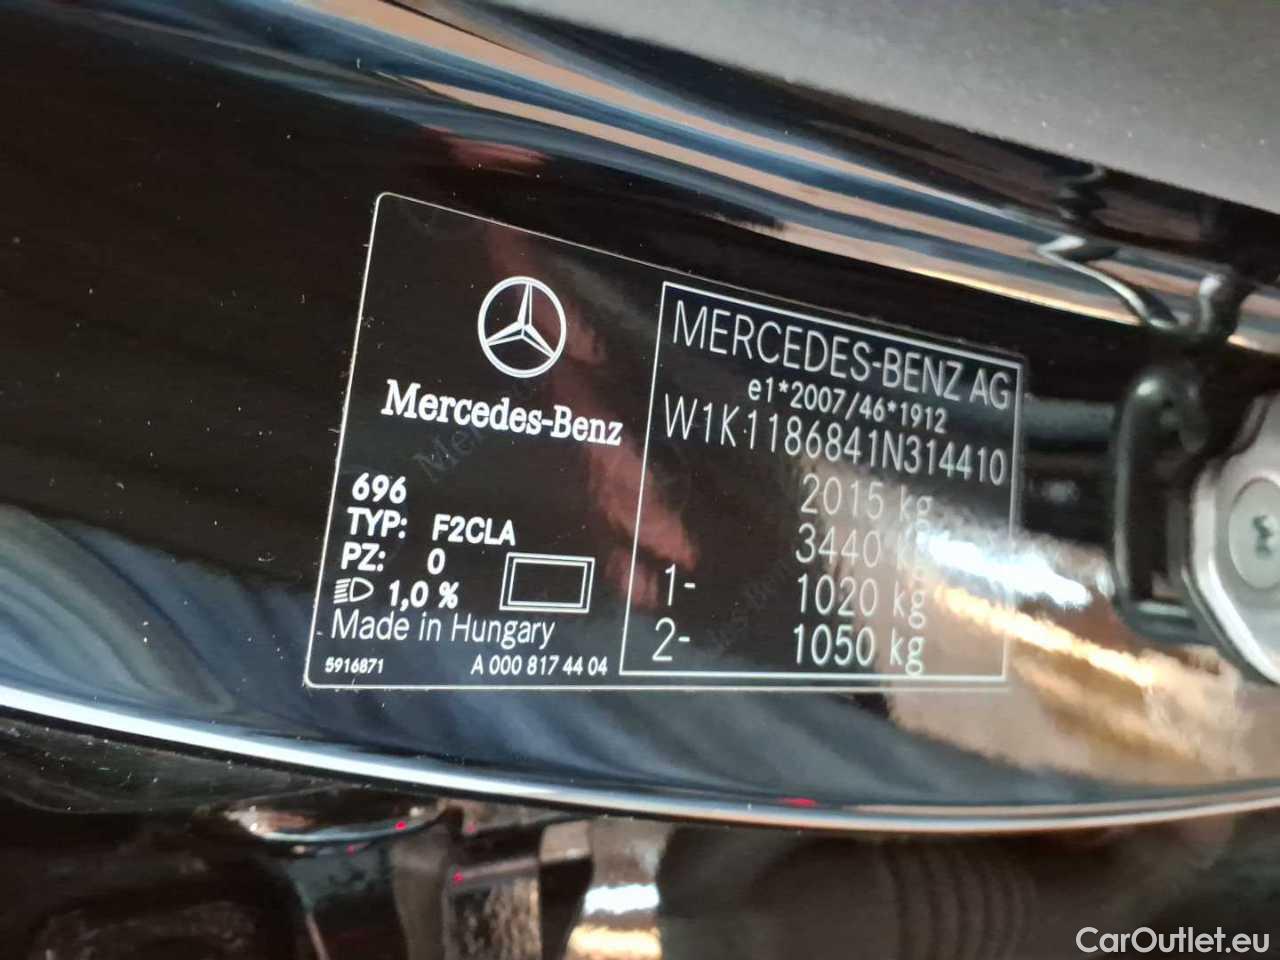 Mercedes-Benz
696
TYP: F2CLA
PZ: 0
1,0 %
Made in Hungary
5916871 A 000 817 44 04
MERCEDES-BENZ AG
e1*2007/46*1912
W1K1186841N314410
2015 kg
3440 kg
1- 1020 kg
2- 1050 kg
CarOutlet.eu